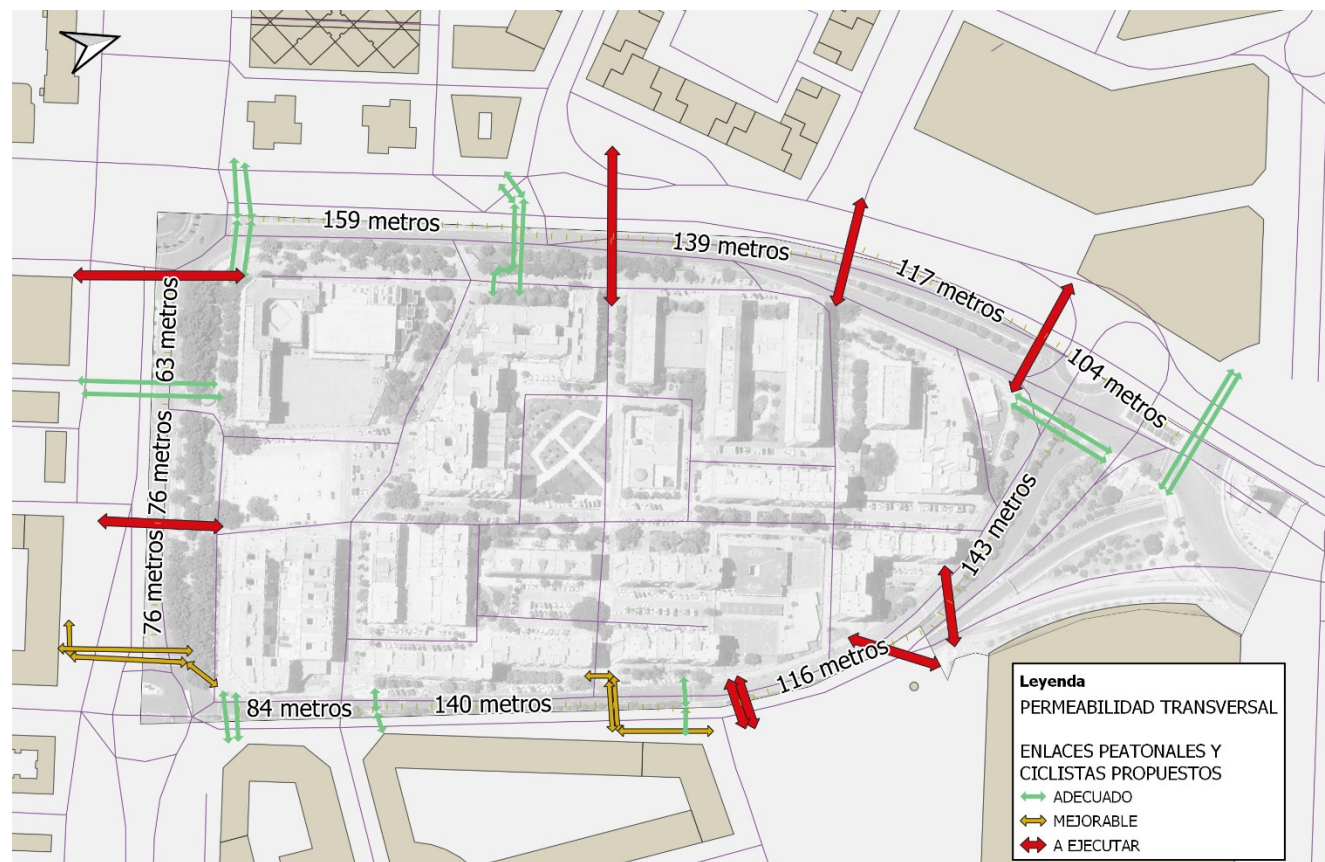 159 metros
139 metros
117 metros
104 metros
63 metros
76 metros
76 metros
143 metros
116 metros
84 metros
140 metros
Leyenda
PERMEABILIDAD TRANSVERSAL
ENLACES PEATONALES Y
CICLISTAS PROPUESTOS
ADECUADO
MEJORABLE
A EJECUTAR